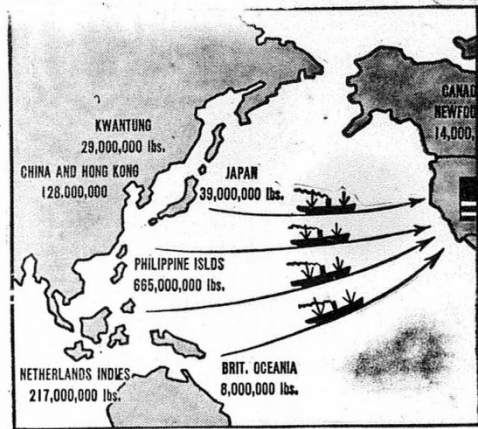 KWANTUNG
29,000,000 lbs.
CHINA AND HONG KONG
128.000,000
JAPAN
39,000,000 lbs.
PHILIPPINE ISLDS
665,000,000 lbs.
NETHERLANDS INDIES
217,000,000 lbs.
BRIT. OCEANIA
8,000,000 lbs.
CANAD
NEWFOU
14,000,